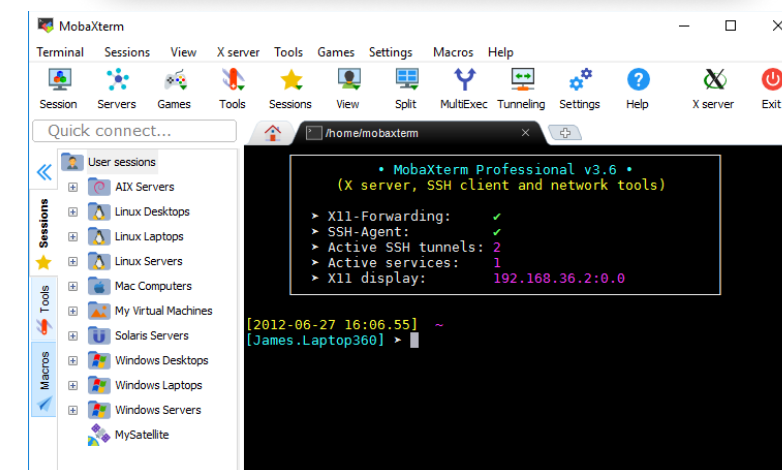 MobaXterm
Terminal Sessions View X server Tools Games Settings Macros Help
Session Servers Games Tools Sessions View Split MultiExec Tunneling Settings Help X server Exit
Quick connect...
/home/mobaxterm
Sessions
Tools
Macros
User sessions
AIX Servers
Linux Desktops
Linux Laptops
Linux Servers
Mac Computers
My Virtual Machines
Solaris Servers
Windows Desktops
Windows Laptops
Windows Servers
MySatellite
• MobaXterm Professional v3.6 •
(X server, SSH client and network tools)
➤ X11-Forwarding: ✔
➤ SSH-Agent: ✔
➤ Active SSH tunnels: 2
➤ Active services: 1
➤ X11 display: 192.168.36.2:0.0
[2012-06-27 16:06.55] ~
[James.Laptop360] ➤